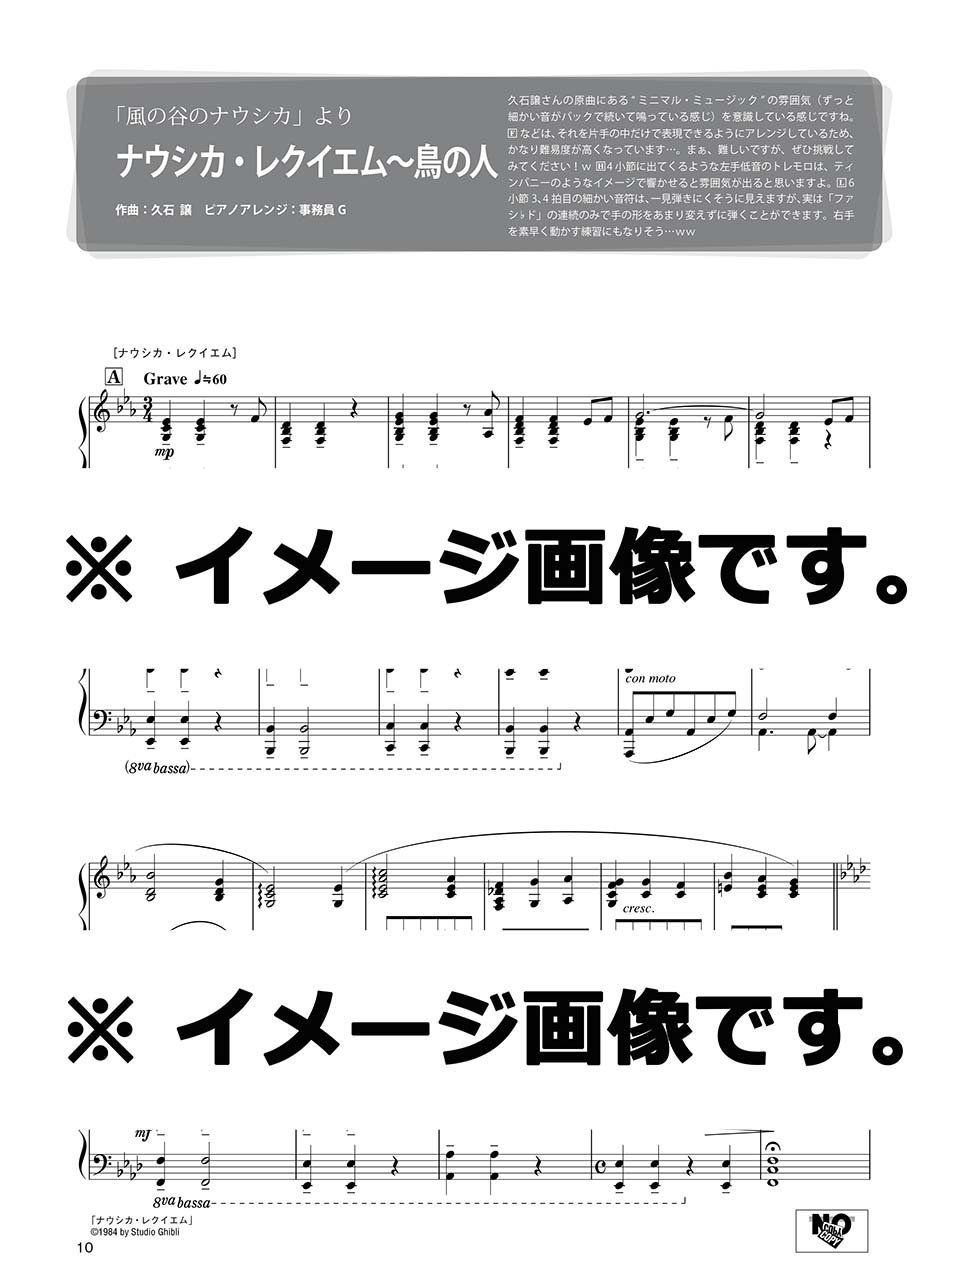 「風の谷のナウシカ」より
ナウシカ・レクイエム〜鳥の人
作曲：久石 譲　ピアノアレンジ：事務員 G
久石譲さんの原曲にある“ミニマル・ミュージック”の雰囲気（ずっと
細かい音がバックで続いて鳴っている感じ）を意識している感じですね。
Fなどは、それを片手の中だけで表現できるようにアレンジしているため、
かなり難易度が高くなっています…。まぁ、難しいですが、ぜひ挑戦して
みてください！ｗ H4 小節に出てくるような左手低音のトレモロは、ティ
ンパニーのようなイメージで響かせると雰囲気が出ると思いますよ。L6
小節 3、4 拍目の細かい音符は、一見弾きにくそうに見えますが、実は「ファ
シ♭ド」の連続のみで手の形をあまり変えずに弾くことができます。右手
を素早く動かす練習にもなりそう…ｗｗ
[ナウシカ・レクイエム]
A Grave ♩≒60
3
4
mp
※ イメージ画像です。
con moto
(8va bassa)
cresc.
※ イメージ画像です。
mf
8va bassa
「ナウシカ・レクイエム」
©1984 by Studio Ghibli
10
NO
COPY